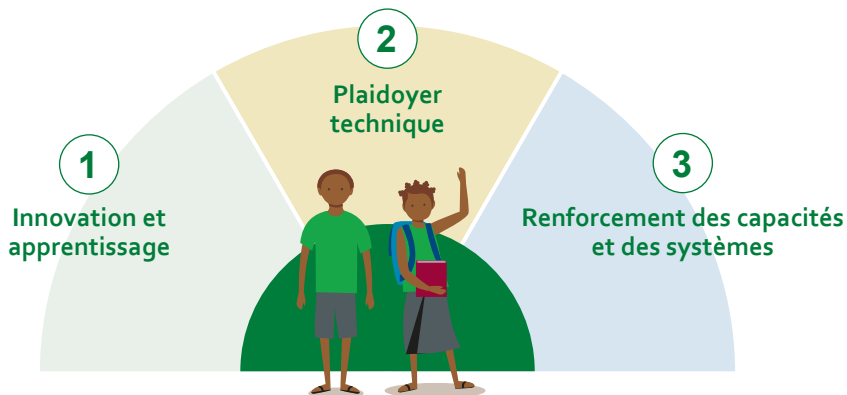 1
Innovation et
apprentissage
2
Plaidoyer
technique
3
Renforcement des capacités
et des systèmes